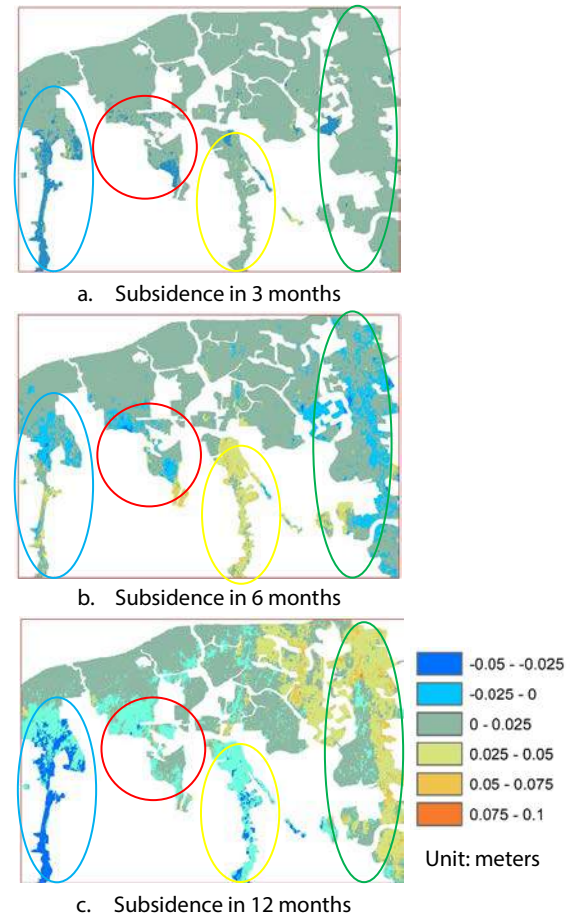 a. Subsidence in 3 months
b. Subsidence in 6 months
-0.05 - -0.025
-0.025 - 0
0 - 0.025
0.025 - 0.05
0.05 - 0.075
0.075 - 0.1
Unit: meters
c. Subsidence in 12 months